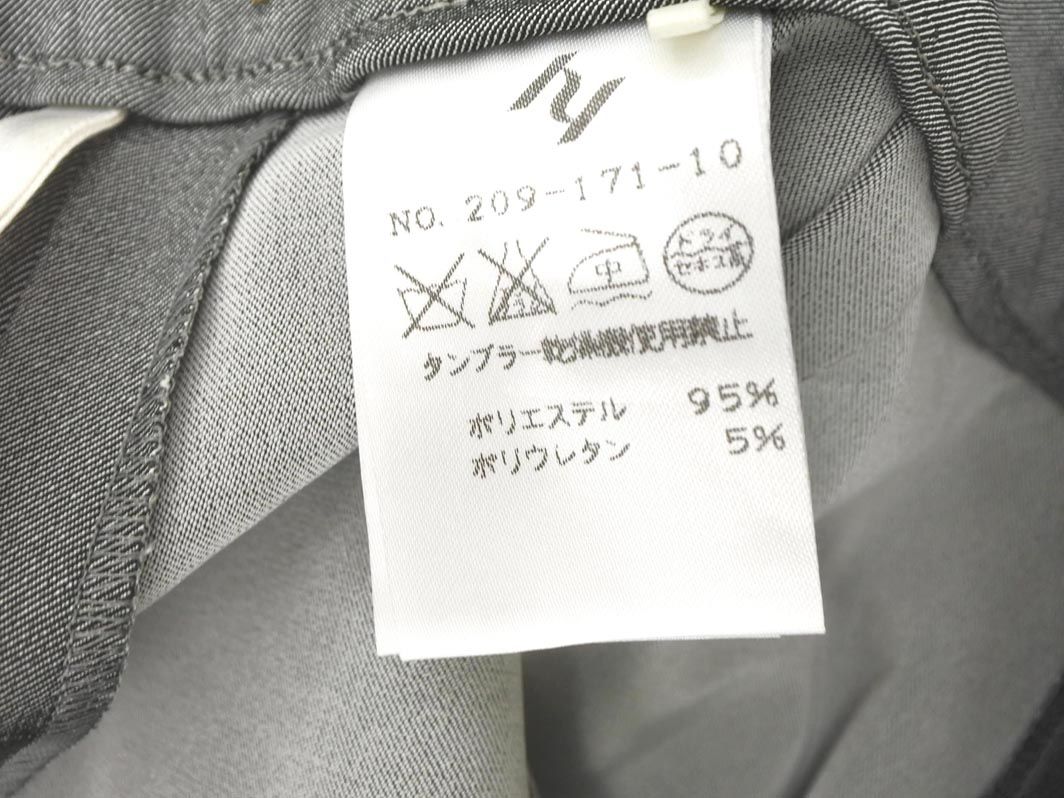 NO. 209-171-10
中
ドライ
セキユ系
タンブラー乾燥機使用禁止
ポリエステル 95%
ポリウレタン 5%